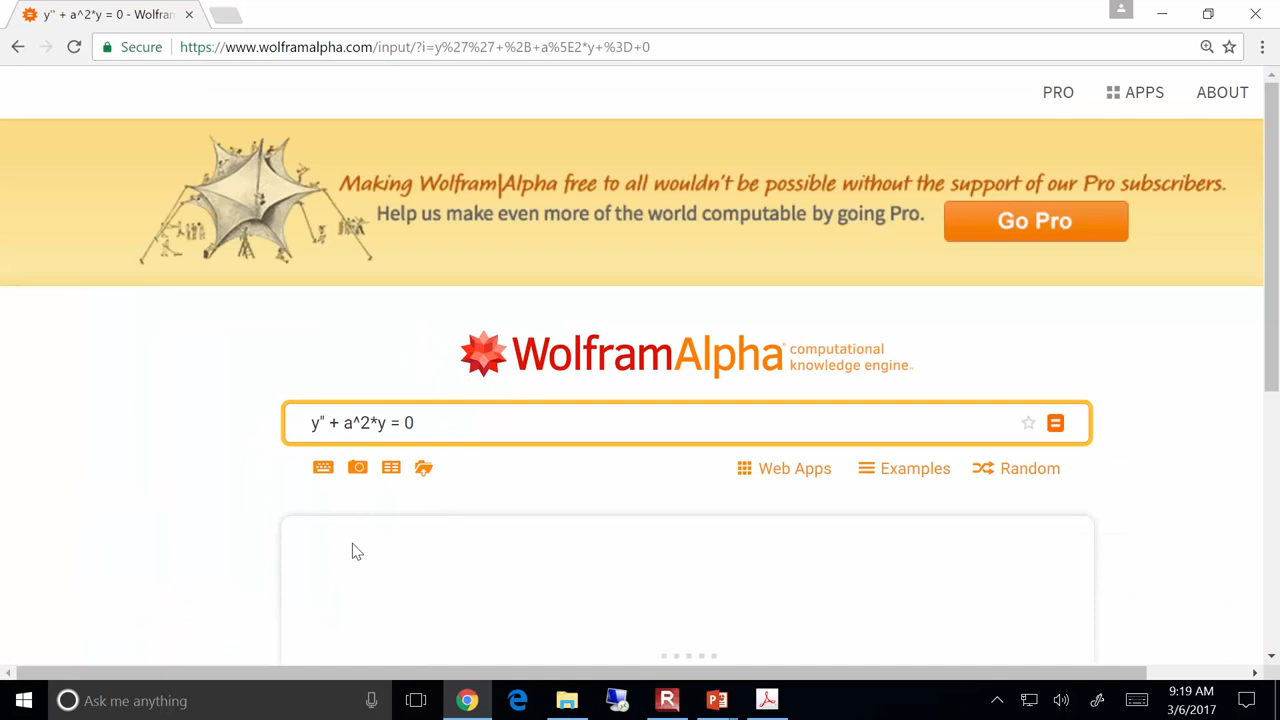 y'' + a^2*y = 0 - Wolfram
Secure https://www.wolframalpha.com/input/?i=y%27%27+%2B+a%5E2*y+%3D+0
PRO APPS ABOUT
Making Wolfram|Alpha free to all wouldn't be possible without the support of our Pro subscribers.
Help us make even more of the world computable by going Pro. Go Pro
WolframAlpha computational
knowledge engine™
y'' + a^2*y = 0
Web Apps Examples Random
Ask me anything
9:19 AM
3/6/2017